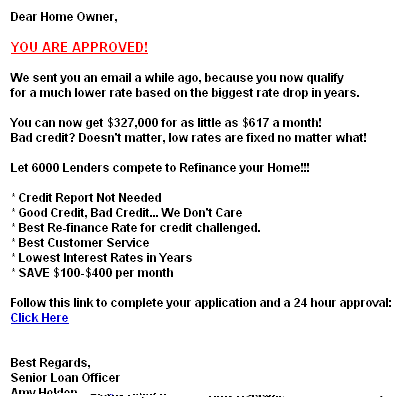 Dear Home Owner,
YOU ARE APPROVED!
We sent you an email a while ago, because you now qualify
for a much lower rate based on the biggest rate drop in years.
You can now get $327,000 for as little as $617 a month!
Bad credit? Doesn't matter, low rates are fixed no matter what!
Let 6000 Lenders compete to Refinance your Home!!!
* Credit Report Not Needed
* Good Credit, Bad Credit... We Don't Care
* Best Re-finance Rate for credit challenged.
* Best Customer Service
* Lowest Interest Rates in Years
* SAVE $100-$400 per month
Follow this link to complete your application and a 24 hour approval:
Click Here
Best Regards,
Senior Loan Officer
Amy Holden